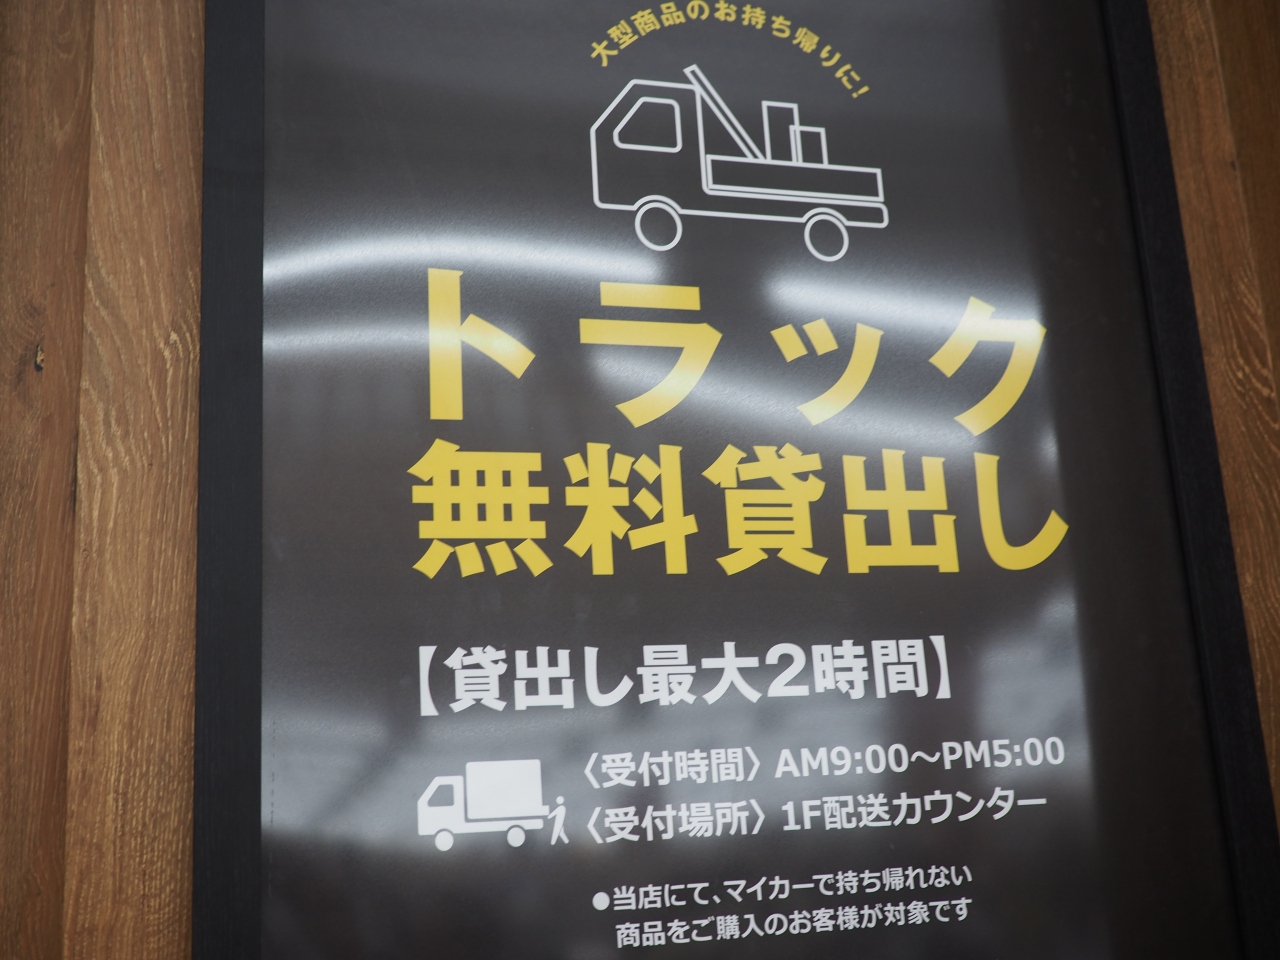 大型商品のお持ち帰りに!
トラック
無料貸出し
【貸出し最大2時間】
〈受付時間〉AM9:00～PM5:00
〈受付場所〉1F配送カウンター
●当店にて、マイカーで持ち帰れない
商品をご購入のお客様が対象です